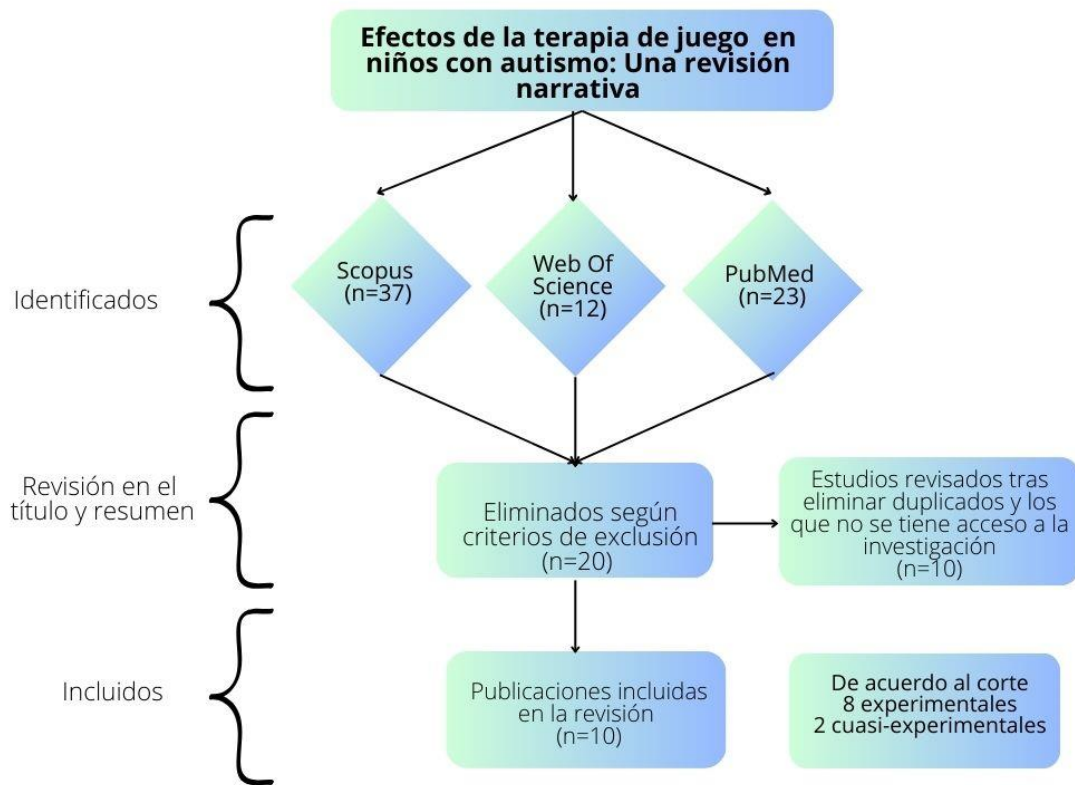 Efectos de la terapia de juego en
niños con autismo: Una revisión
narrativa
Identificados
Scopus
(n=37)
Web Of
Science
(n=12)
PubMed
(n=23)
Revisión en el
título y resumen
Eliminados según
criterios de exclusión
(n=20)
Estudios revisados tras
eliminar duplicados y los
que no se tiene acceso a la
investigación
(n=10)
Incluidos
Publicaciones incluidas
en la revisión
(n=10)
De acuerdo al corte
8 experimentales
2 cuasi-experimentales